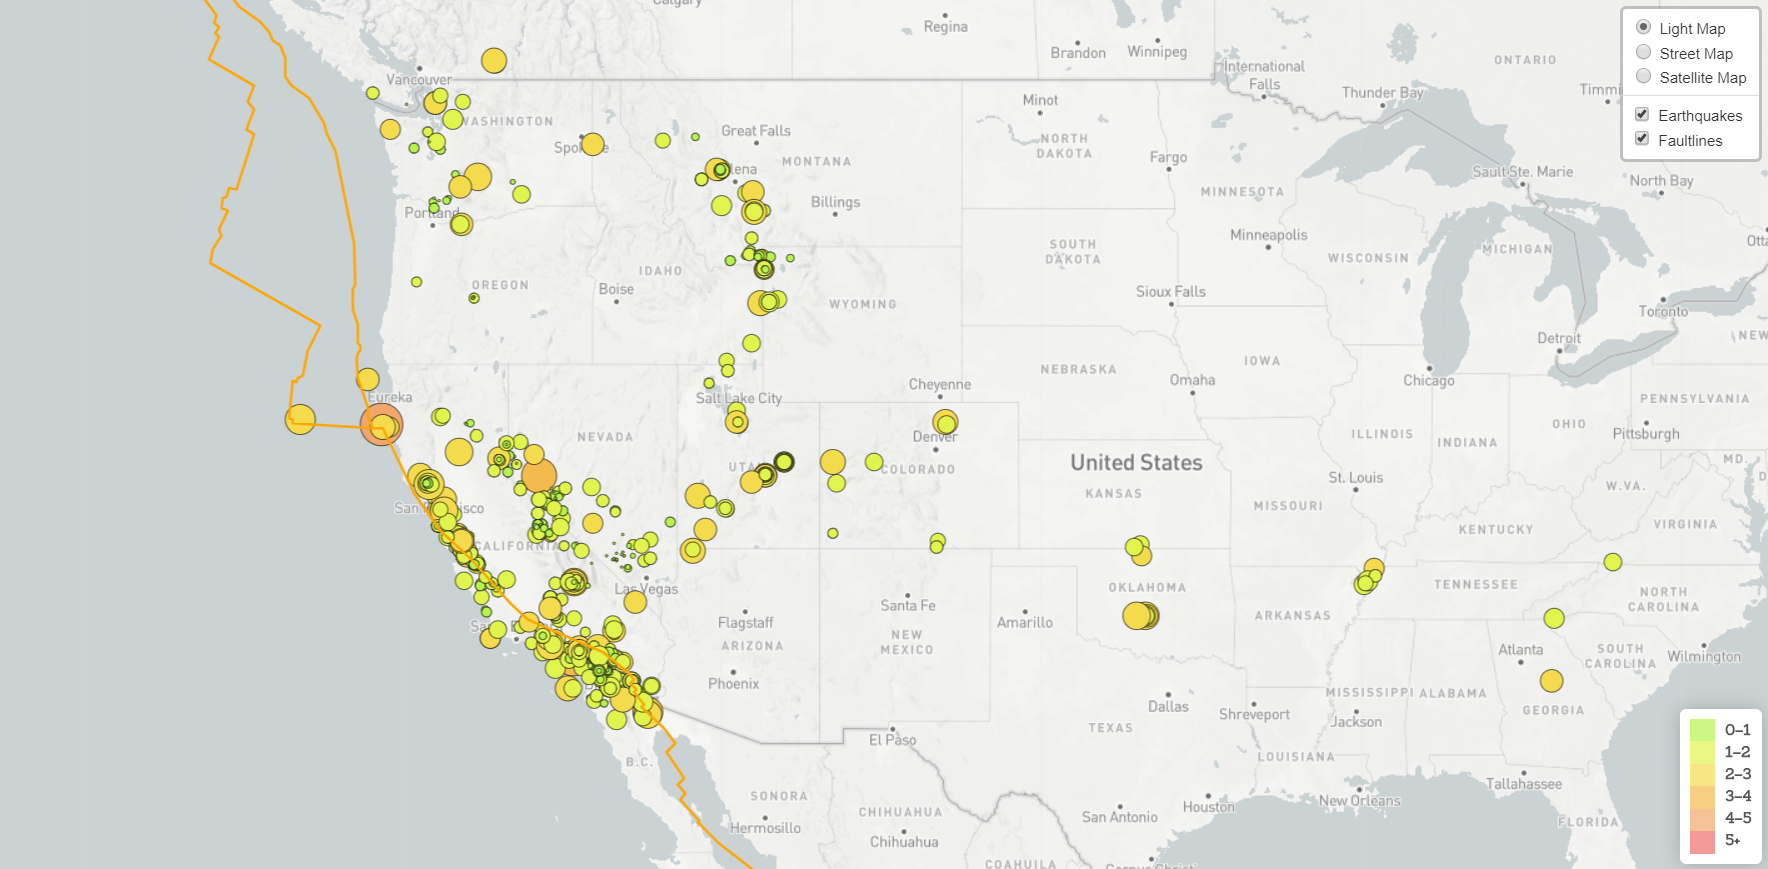 Calgary
Regina
Brandon
Winnipeg
ONTARIO
Light Map
Street Map
Satellite Map
Earthquakes
Faultlines
Vancouver
International
Falls
Thunder Bay
Timmi
Minot
WASHINGTON
Great Falls
NORTH
DAKOTA
Fargo
Spo
lena
MONTANA
Sault Ste. Marie
North Bay
MINNESOTA
Billings
Portland
SOUTH
DAKOTA
Minneapolis
WISCONSIN
MICHIGAN
Otta
OREGON
IDAHO
Boise
WYOMING
Sioux Falls
Toronto
Detroit
NEW
NEBRASKA
IOWA
Omaha
Chicago
Cheyenne
Eureka
Salt Lake City
PENNSYLVANIA
NEVADA
Denver
ILLINOIS
INDIANA
OHIO
Pittsburgh
MD.
UTA
COLORADO
United States
KANSAS
St. Louis
W.VA.
San
isco
MISSOURI
KENTUCKY
VIRGINIA
CALIFORNIA
Las Vegas
OKLAHOMA
TENNESSEE
NORTH
CAROLINA
Santa Fe
Flagstaff
Amarillo
ARKANSAS
ARIZONA
NEW
MEXICO
Atlanta
SOUTH
CAROLINA
Wilmington
Phoenix
Dallas
Shreveport
MISSISSIPPI
ALABAMA
GEORGIA
Jackson
TEXAS
El Paso
LOUISIANA
B.C.
Tallahassee
SONORA
CHIHUAHUA
San Antonio
Houston
New Orleans
Hermosillo
Chihuahua
FLORIDA
COAHUILA
Corpus Christi
0–1
1–2
2–3
3–4
4–5
5+